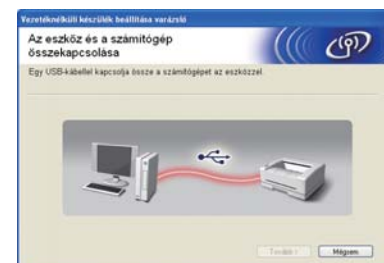 Vezetéknélküli készülék beállítása varázsló
Az eszköz és a számítógép
összekapcsolása
Egy USB-kábellel kapcsolja össze a számítógépet az eszközzel.
Tovább >
Mégsem